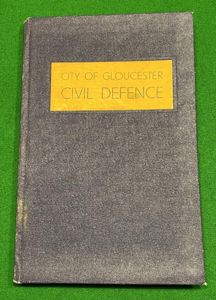 CITY OF GLOUCESTER
CIVIL DEFENCE